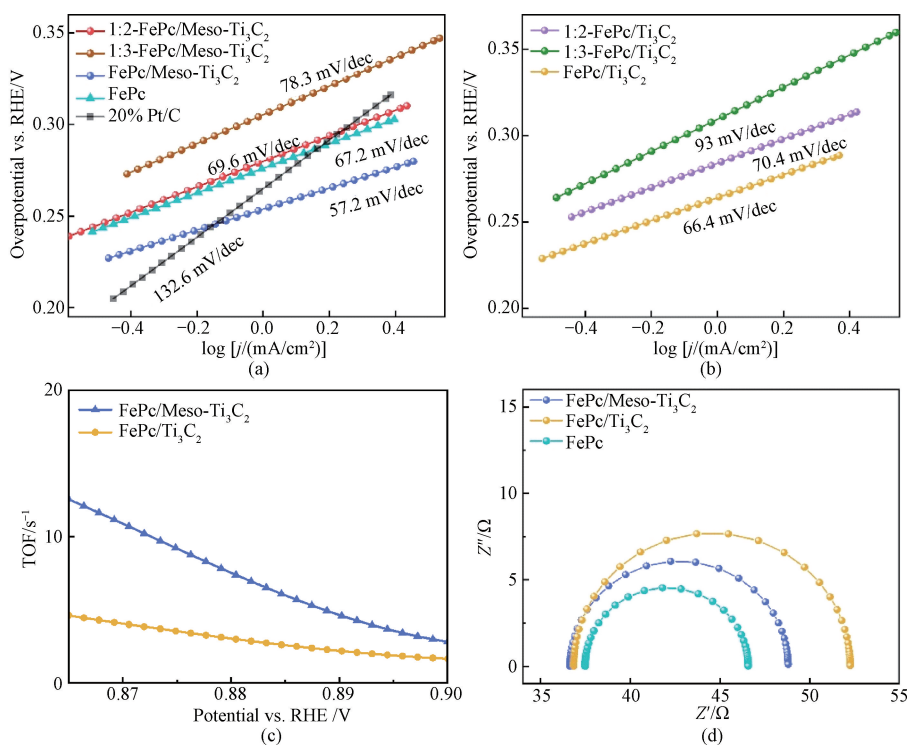 1:2-FePc/Meso-Ti₃C₂
1:3-FePc/Meso-Ti₃C₂
FePc/Meso-Ti₃C₂
FePc
20% Pt/C
78.3 mV/dec
69.6 mV/dec
67.2 mV/dec
57.2 mV/dec
132.6 mV/dec
Overpotential vs. RHE/V
0.35
0.30
0.25
0.20
−0.4
−0.2
0.0
0.2
0.4
log [j/(mA/cm²)]
(a)
1:2-FePc/Ti₃C₂
1:3-FePc/Ti₃C₂
FePc/Ti₃C₂
93 mV/dec
70.4 mV/dec
66.4 mV/dec
Overpotential vs. RHE/V
0.35
0.30
0.25
0.20
−0.4
−0.2
0.0
0.2
0.4
log [j/(mA/cm²)]
(b)
FePc/Meso-Ti₃C₂
FePc/Ti₃C₂
TOF/s⁻¹
20
10
0
0.87
0.88
0.89
0.90
Potential vs. RHE /V
(c)
FePc/Meso-Ti₃C₂
FePc/Ti₃C₂
FePc
Z″/Ω
15
10
5
0
35
40
45
50
55
Z′/Ω
(d)